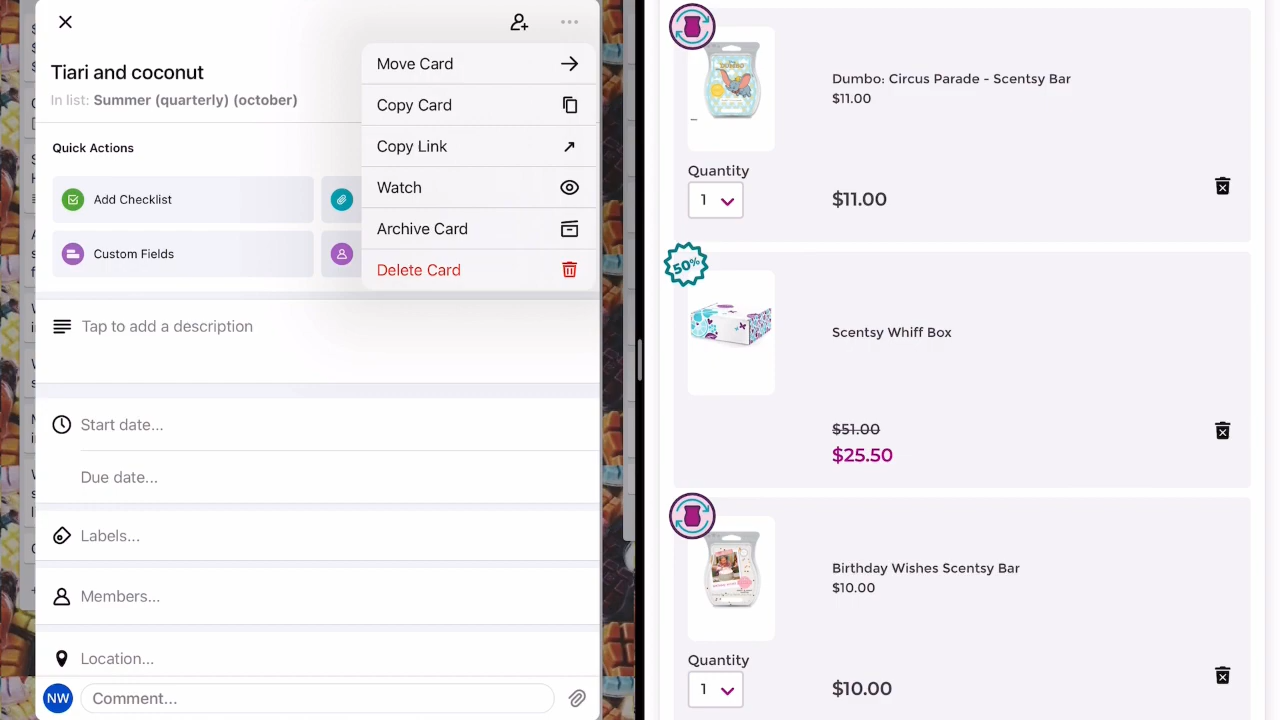 Tiari and coconut
In list: Summer (quarterly) (october)
Quick Actions
Add Checklist
Custom Fields
Move Card
Copy Card
Copy Link
Watch
Archive Card
Delete Card
Tap to add a description
Start date...
Due date...
Labels...
Members...
Location...
NW
Comment...
DUMBO
Dumbo: Circus Parade - Scentsy Bar
$11.00
Quantity
1
$11.00
50%
Scentsy Whiff Box
$51.00
$25.50
Birthday Wishes Scentsy Bar
$10.00
Quantity
1
$10.00